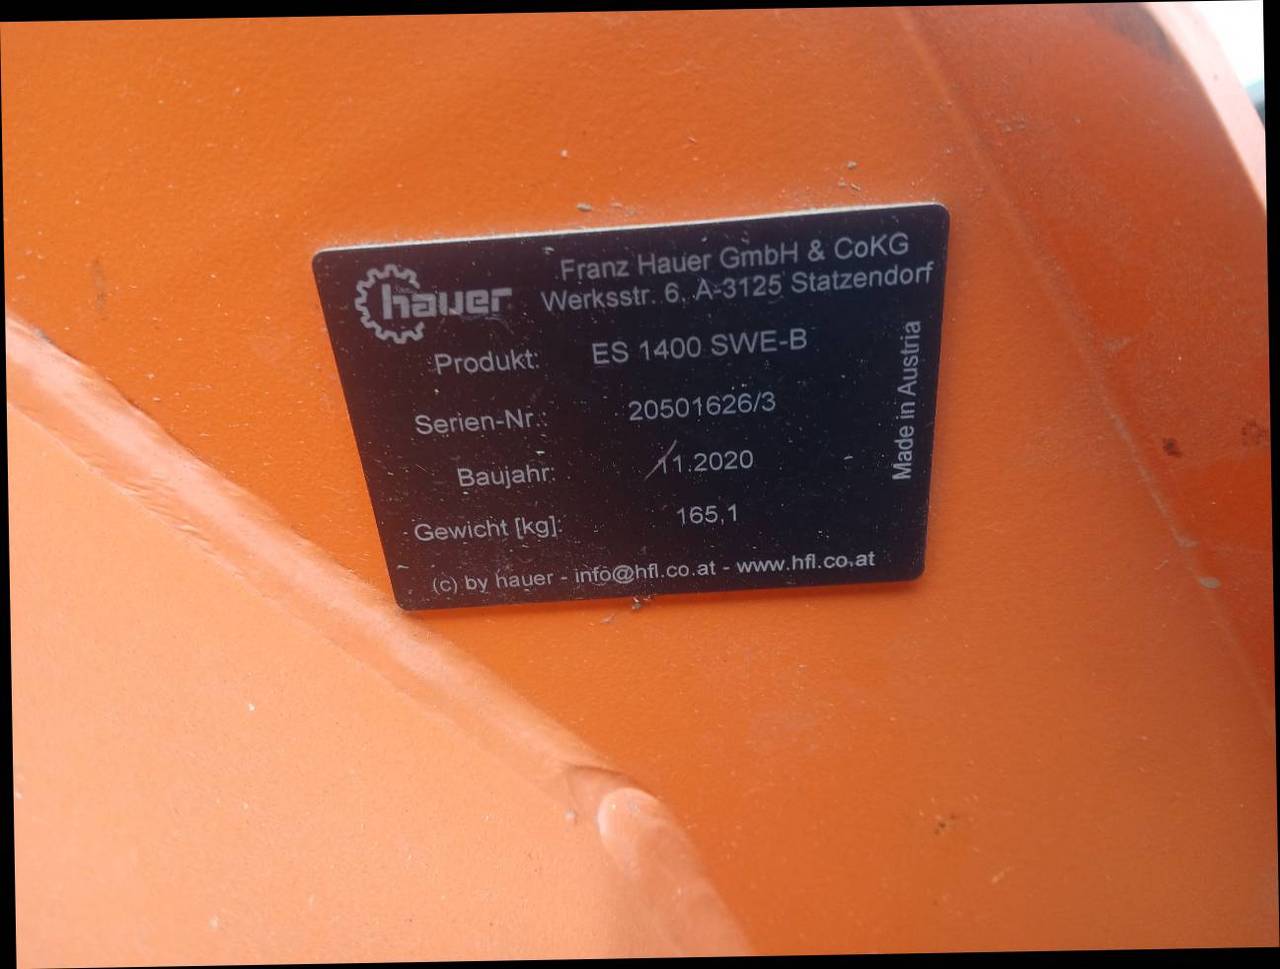 hauer
Franz Hauer GmbH & CoKG
Werksstr. 6, A-3125 Statzendorf
Produkt: ES 1400 SWE-B
Serien-Nr.: 20501626/3
Baujahr: 11.2020
Gewicht [kg]: 165,1
Made in Austria
(c) by hauer - info@hfl.co.at - www.hfl.co.at